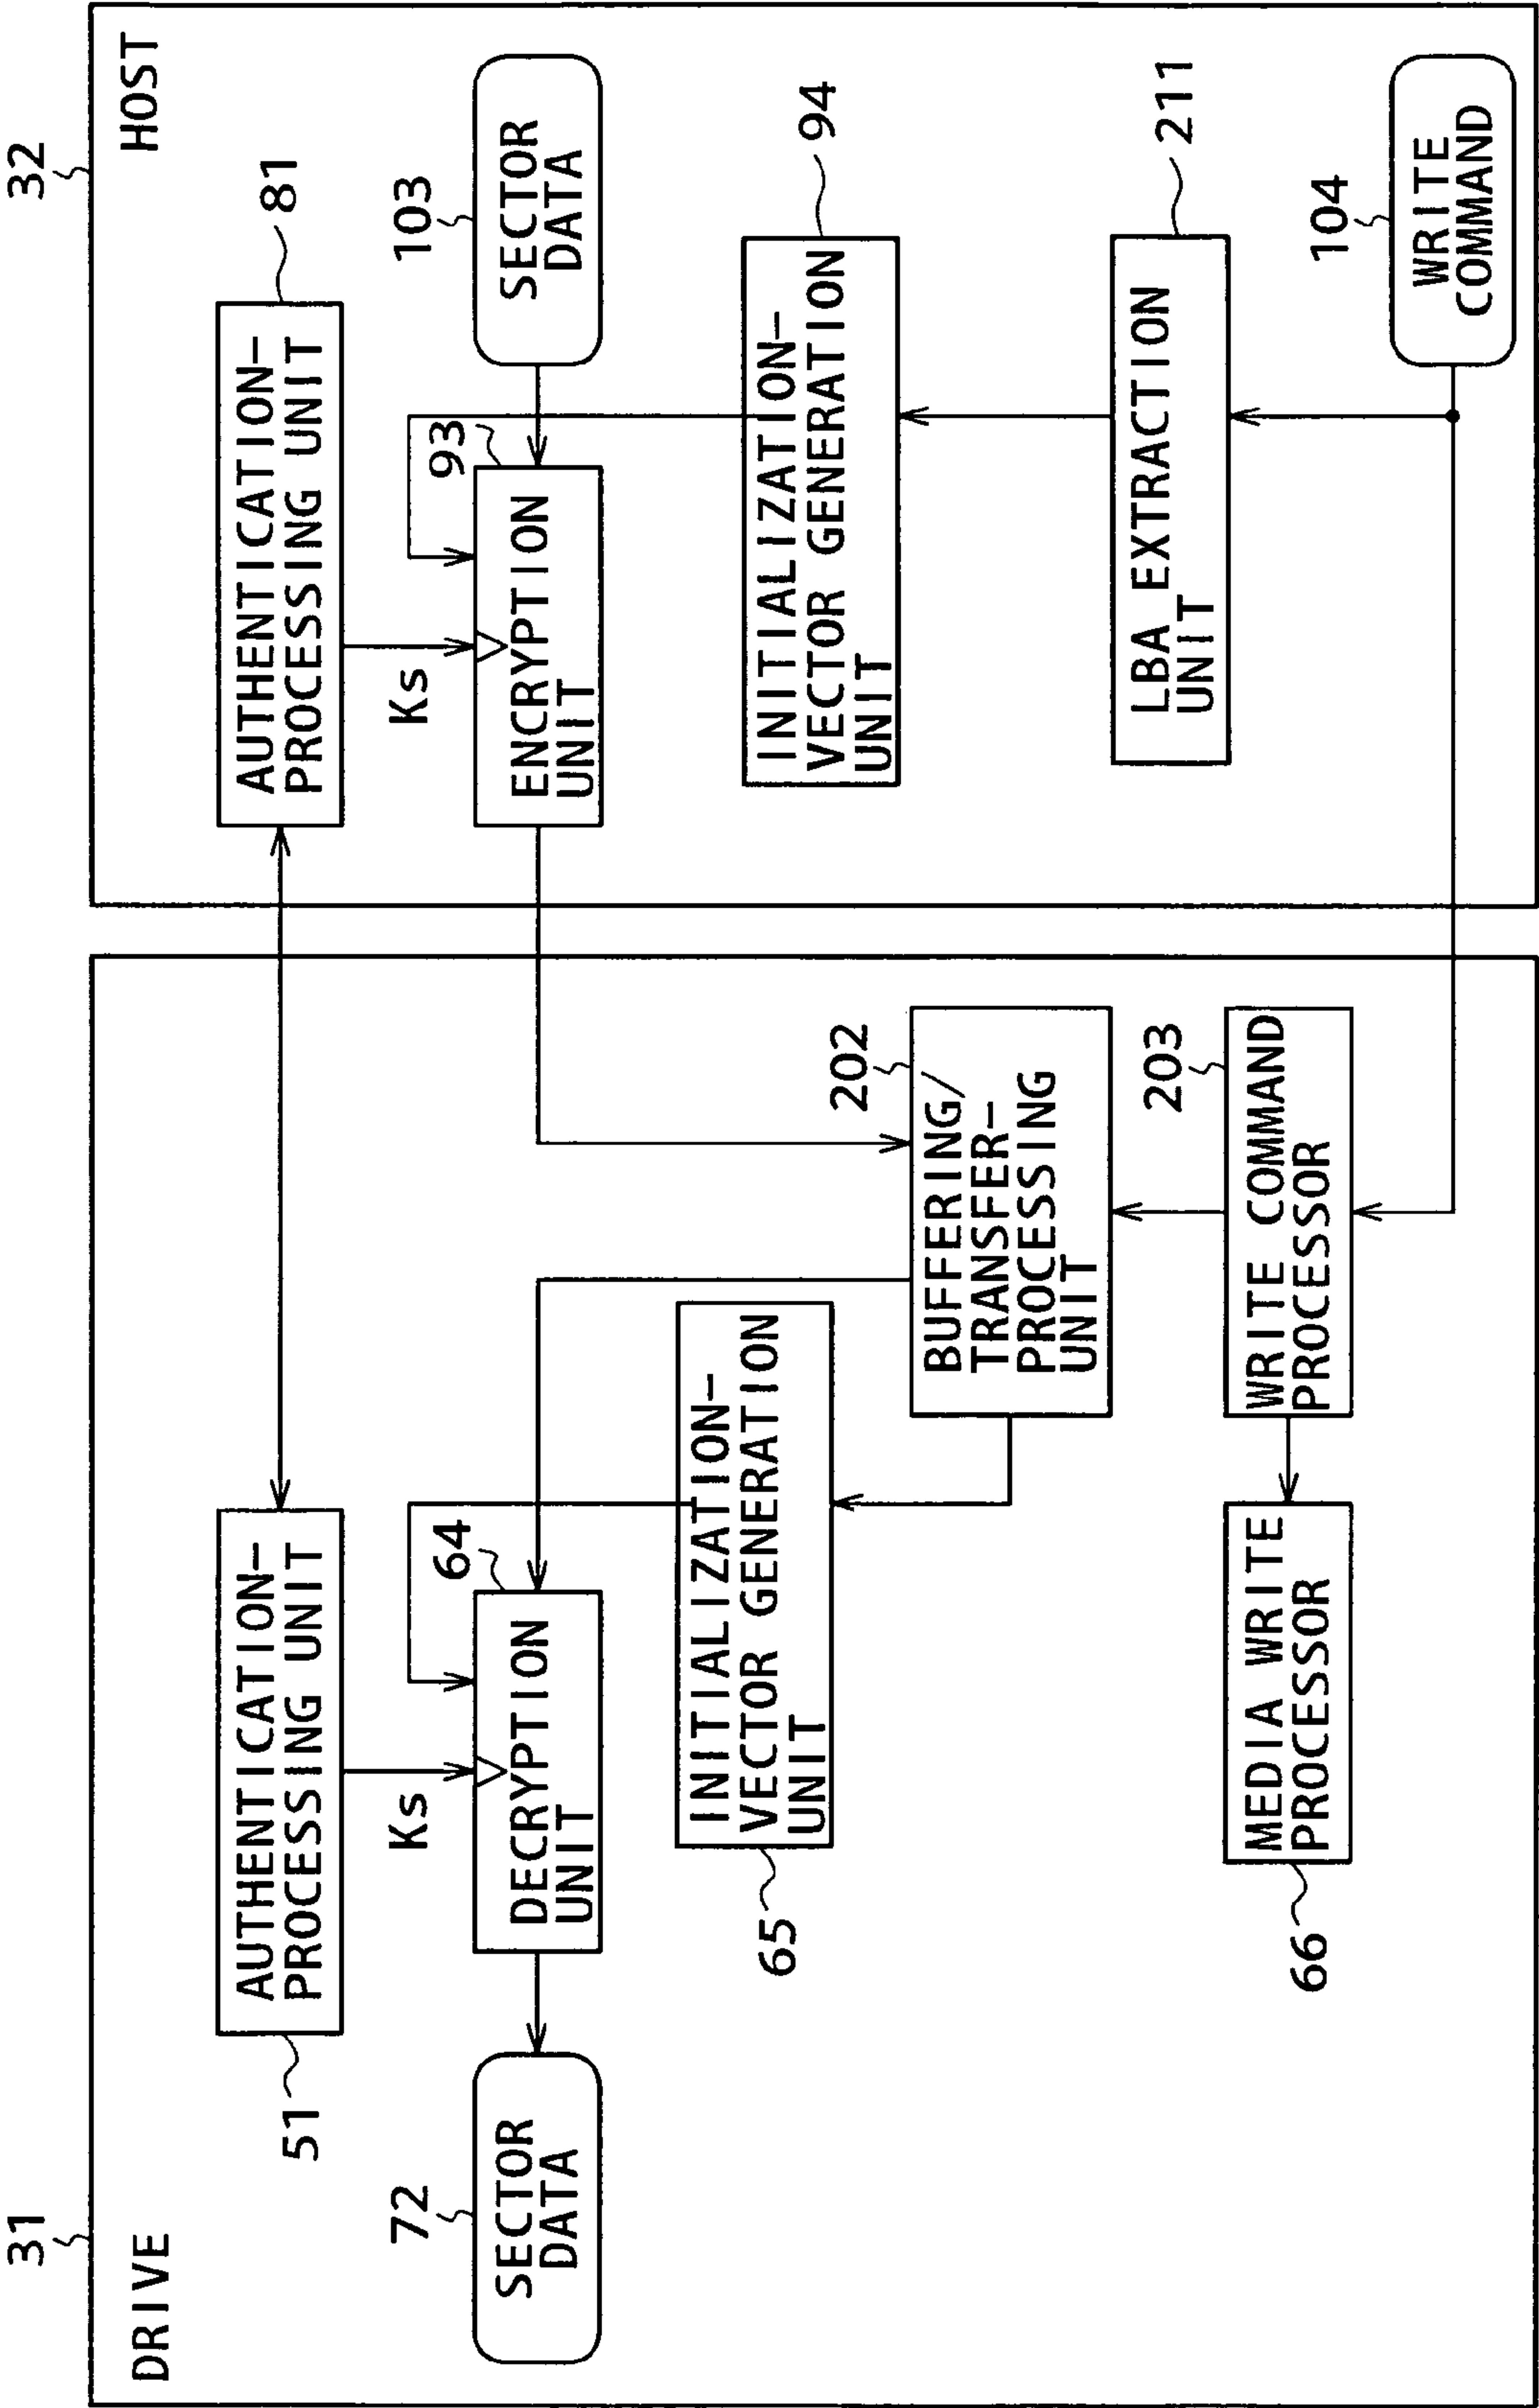 31
DRIVE
51
AUTHENTICATION-
PROCESSING UNIT
Ks
72
SECTOR
DATA
64
DECRYPTION
UNIT
65
INITIALIZATION-
VECTOR GENERATION
UNIT
202
BUFFERING/
TRANSFER-
PROCESSING
UNIT
203
WRITE COMMAND
PROCESSOR
66
MEDIA WRITE
PROCESSOR
32
HOST
81
AUTHENTICATION-
PROCESSING UNIT
Ks
93
ENCRYPTION
UNIT
103
SECTOR
DATA
94
INITIALIZATION-
VECTOR GENERATION
UNIT
211
LBA EXTRACTION
UNIT
104
WRITE
COMMAND